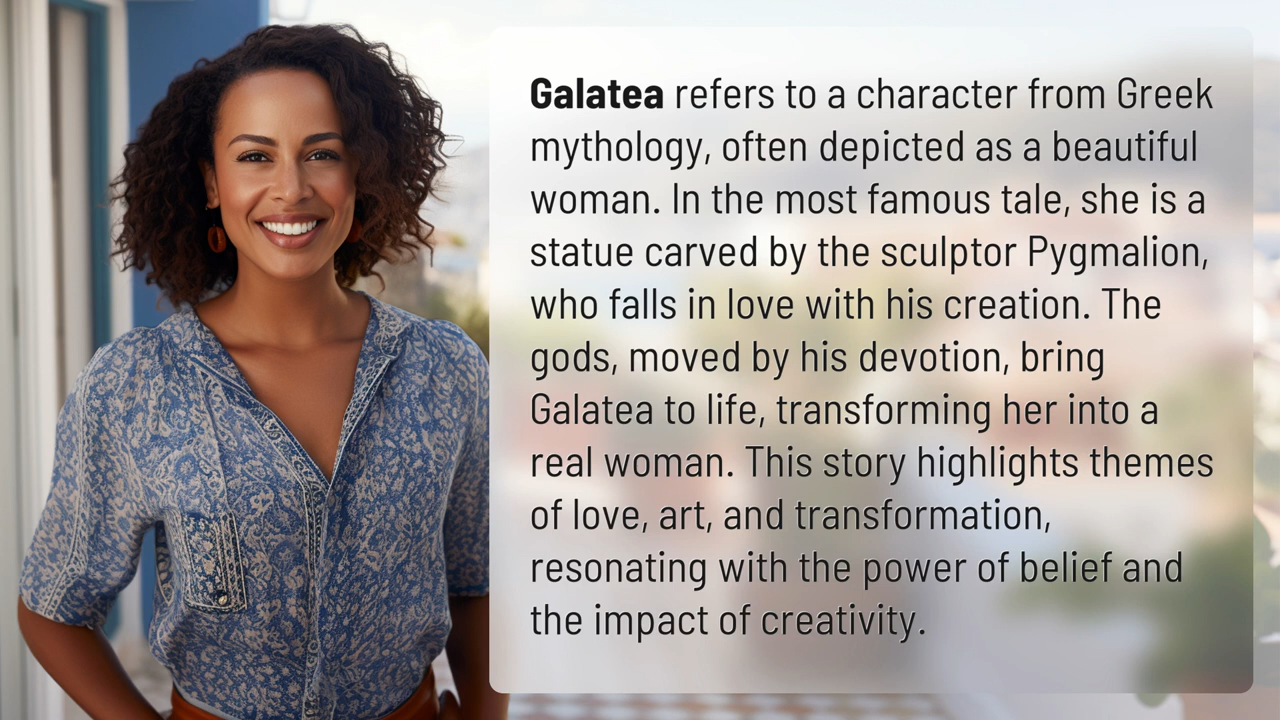 Galatea refers to a character from Greek
mythology, often depicted as a beautiful
woman. In the most famous tale, she is a
statue carved by the sculptor Pygmalion,
who falls in love with his creation. The
gods, moved by his devotion, bring
Galatea to life, transforming her into a
real woman. This story highlights themes
of love, art, and transformation,
resonating with the power of belief and
the impact of creativity.